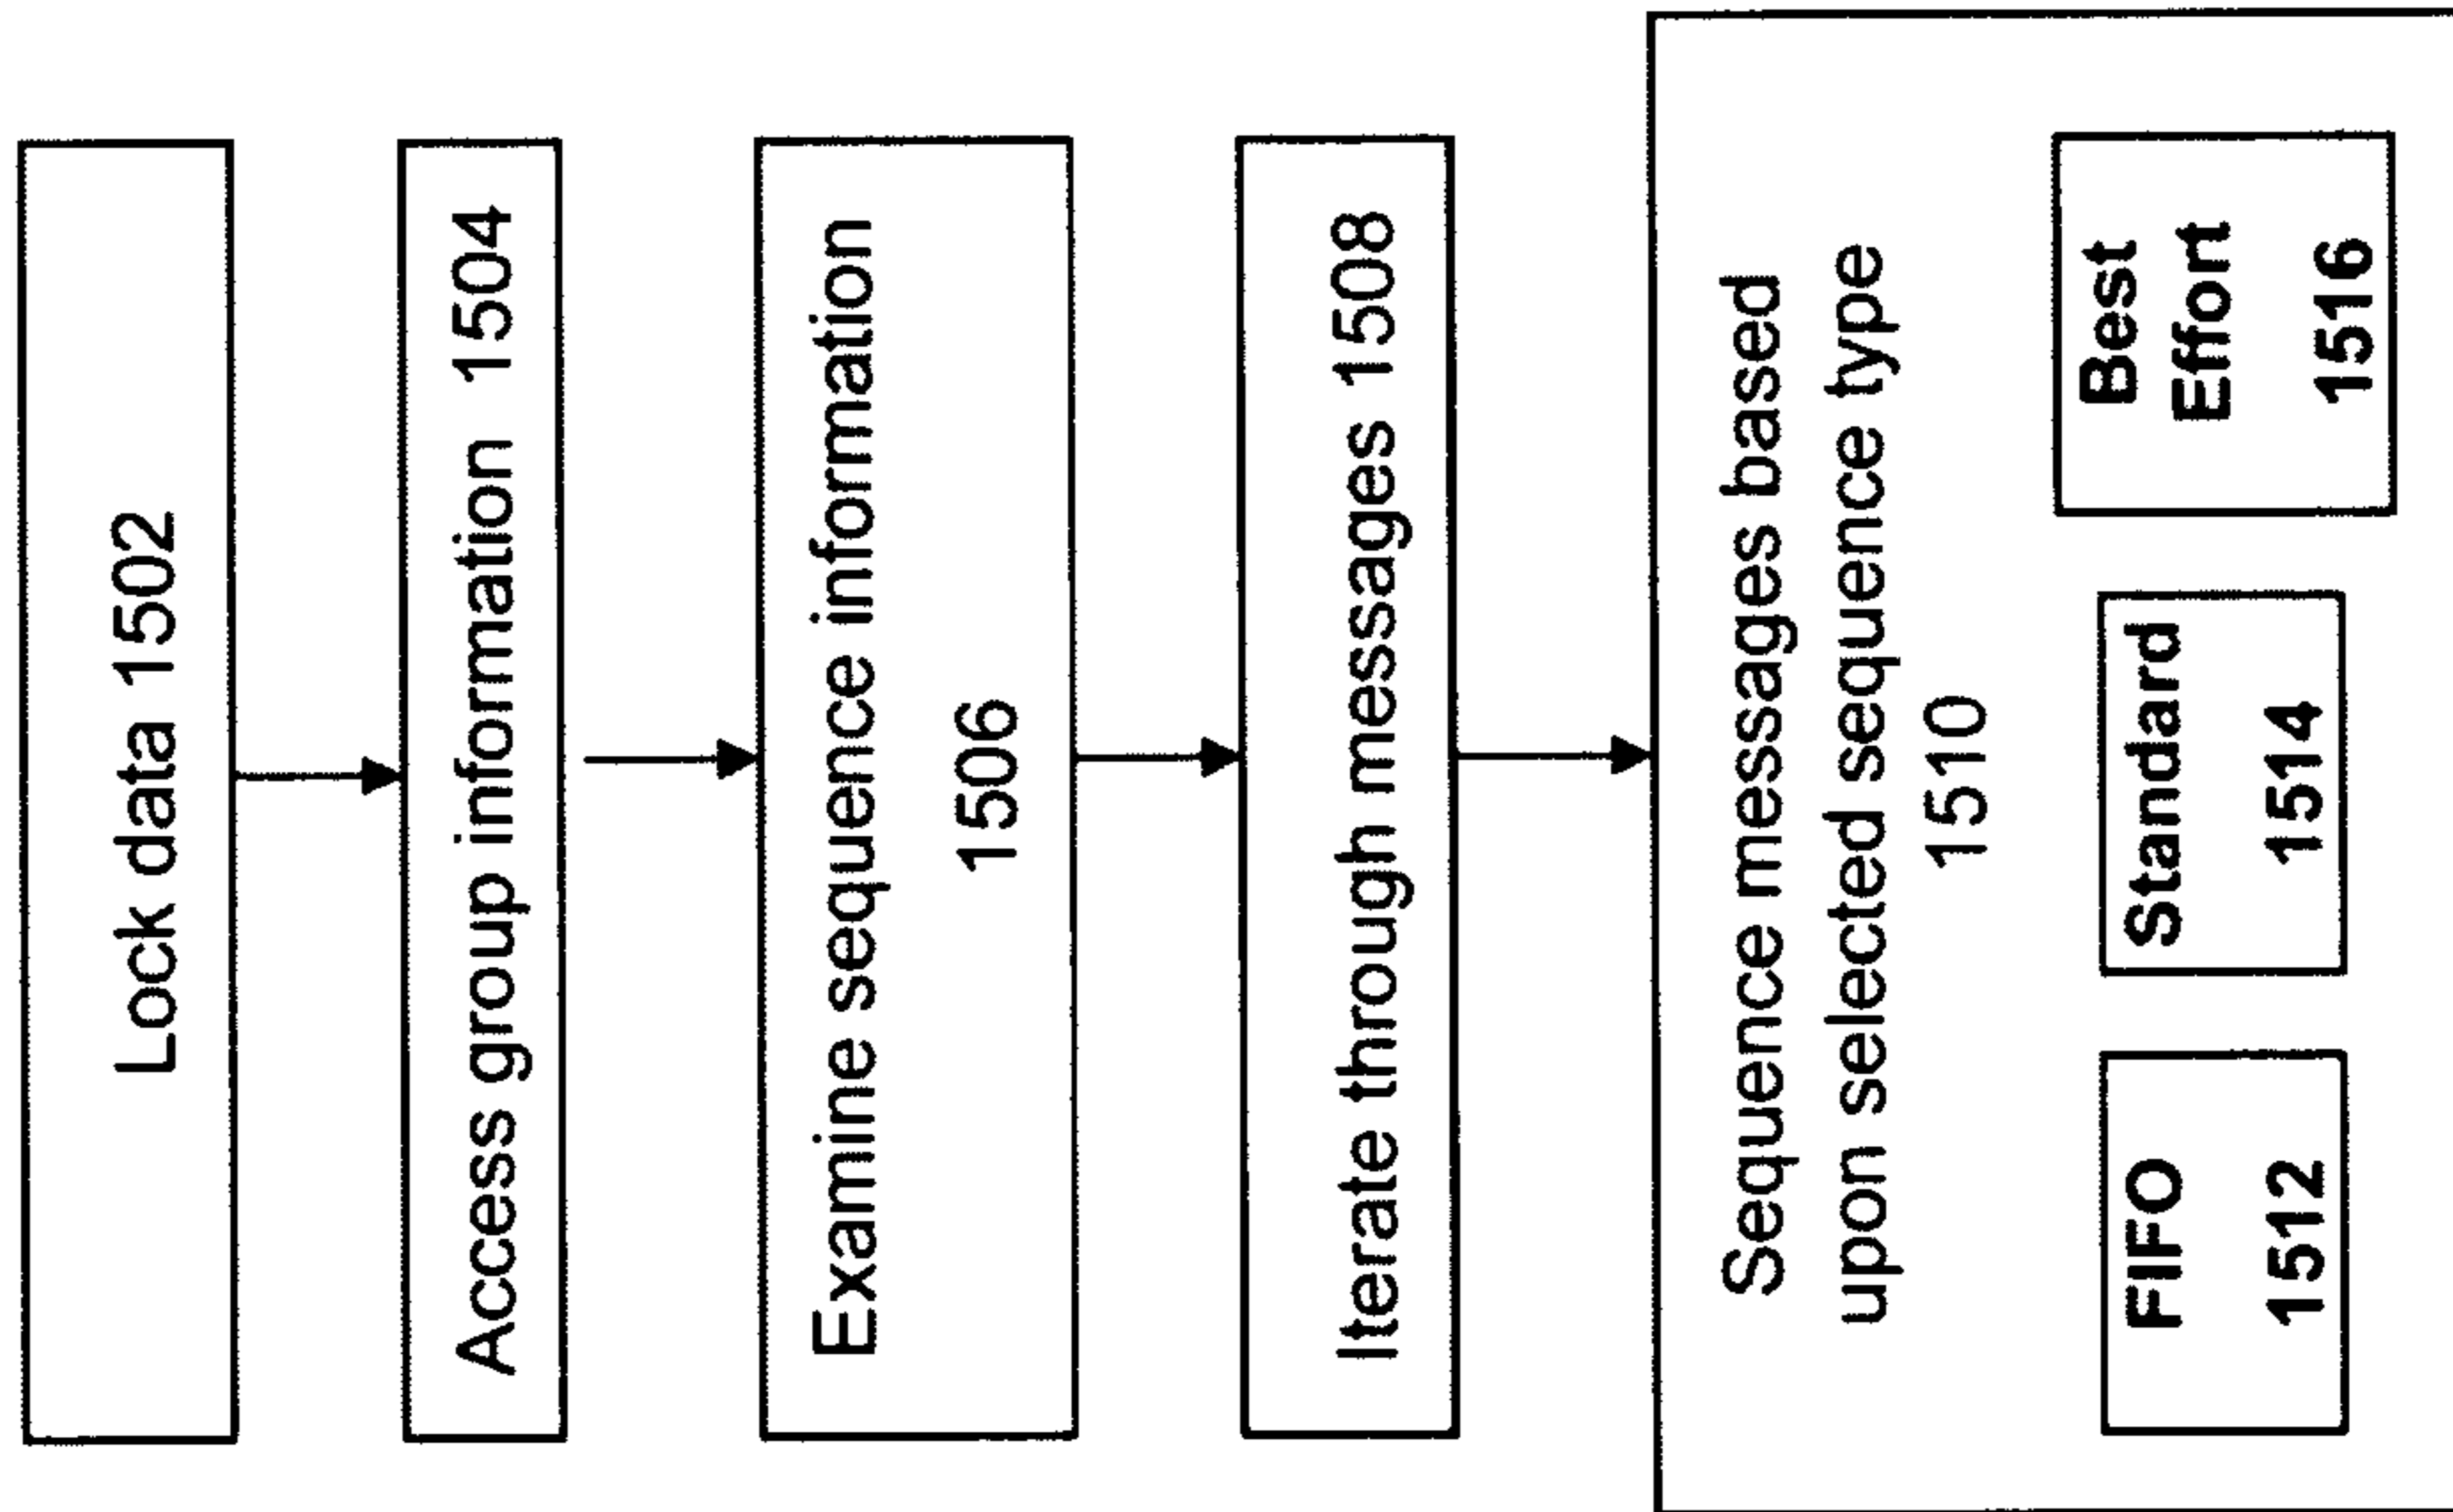 Lock data 1502
Access group information 1504
Examine sequence information
1506
Iterate through messages 1508
Sequence messages based
upon selected sequence type
1510
FIFO
1512
Standard
1514
Best
Effort
1516